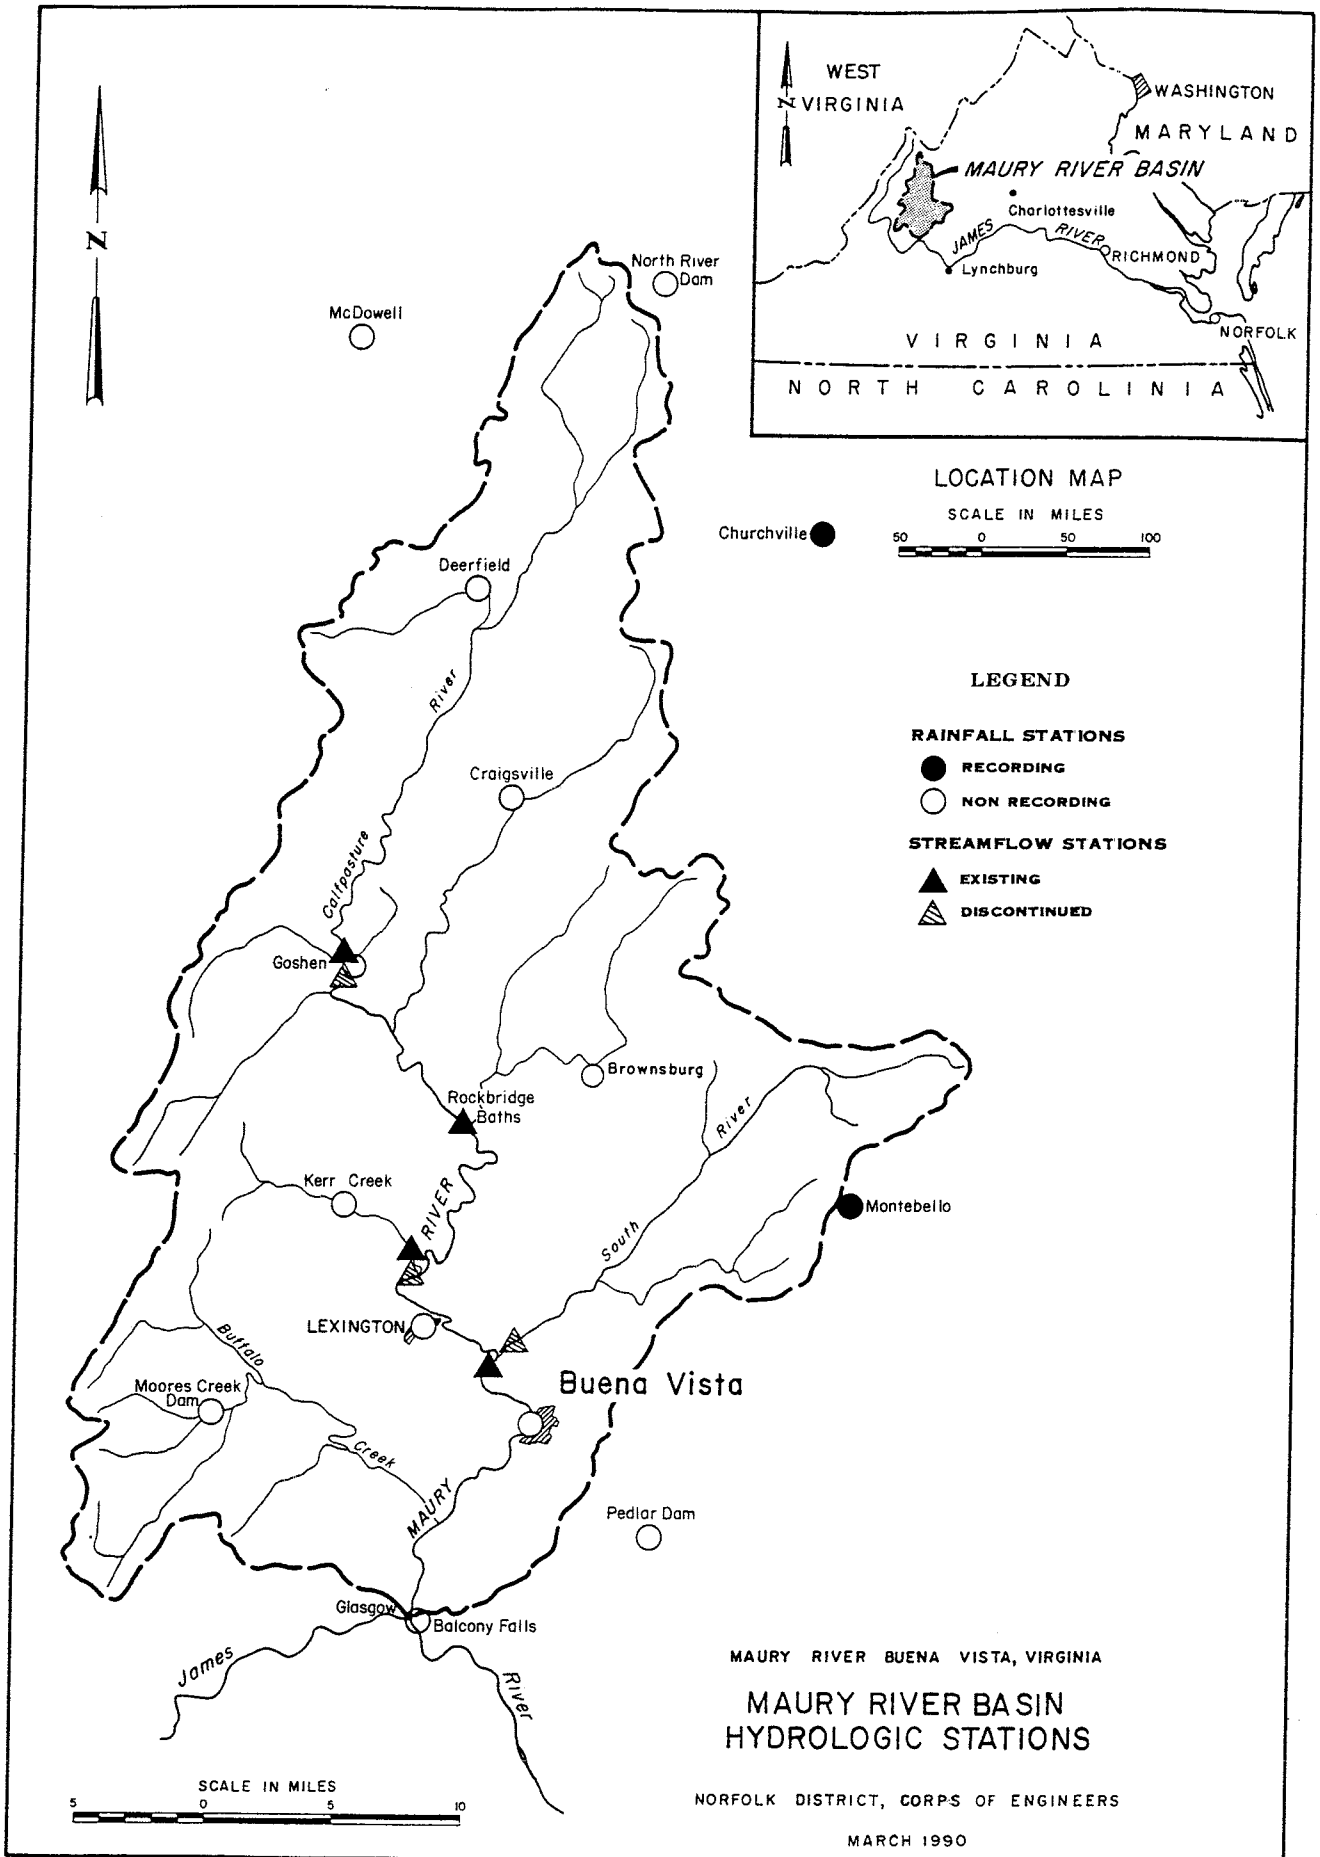 WEST
VIRGINIA
N
WASHINGTON
MARYLAND
MAURY RIVER BASIN
Charlottesville
JAMES RIVER
RICHMOND
Lynchburg
NORFOLK
VIRGINIA
NORTH CAROLINIA
LOCATION MAP
SCALE IN MILES
50 0 50 100
LEGEND
RAINFALL STATIONS
RECORDING
NON RECORDING
STREAMFLOW STATIONS
EXISTING
DISCONTINUED
N
North River
Dam
McDowell
Churchville
Deerfield
River
Craigsville
Calfpasture
Goshen
Brownsburg
Rockbridge
Baths
River
Kerr Creek
RIVER
Montebello
South
LEXINGTON
Buffalo
Buena Vista
Moores Creek
Dam
Creek
MAURY
Pedlar Dam
Glasgow
Balcony Falls
James
River
MAURY RIVER BUENA VISTA, VIRGINIA
MAURY RIVER BASIN
HYDROLOGIC STATIONS
SCALE IN MILES
5 0 5 10
NORFOLK DISTRICT, CORPS OF ENGINEERS
MARCH 1990